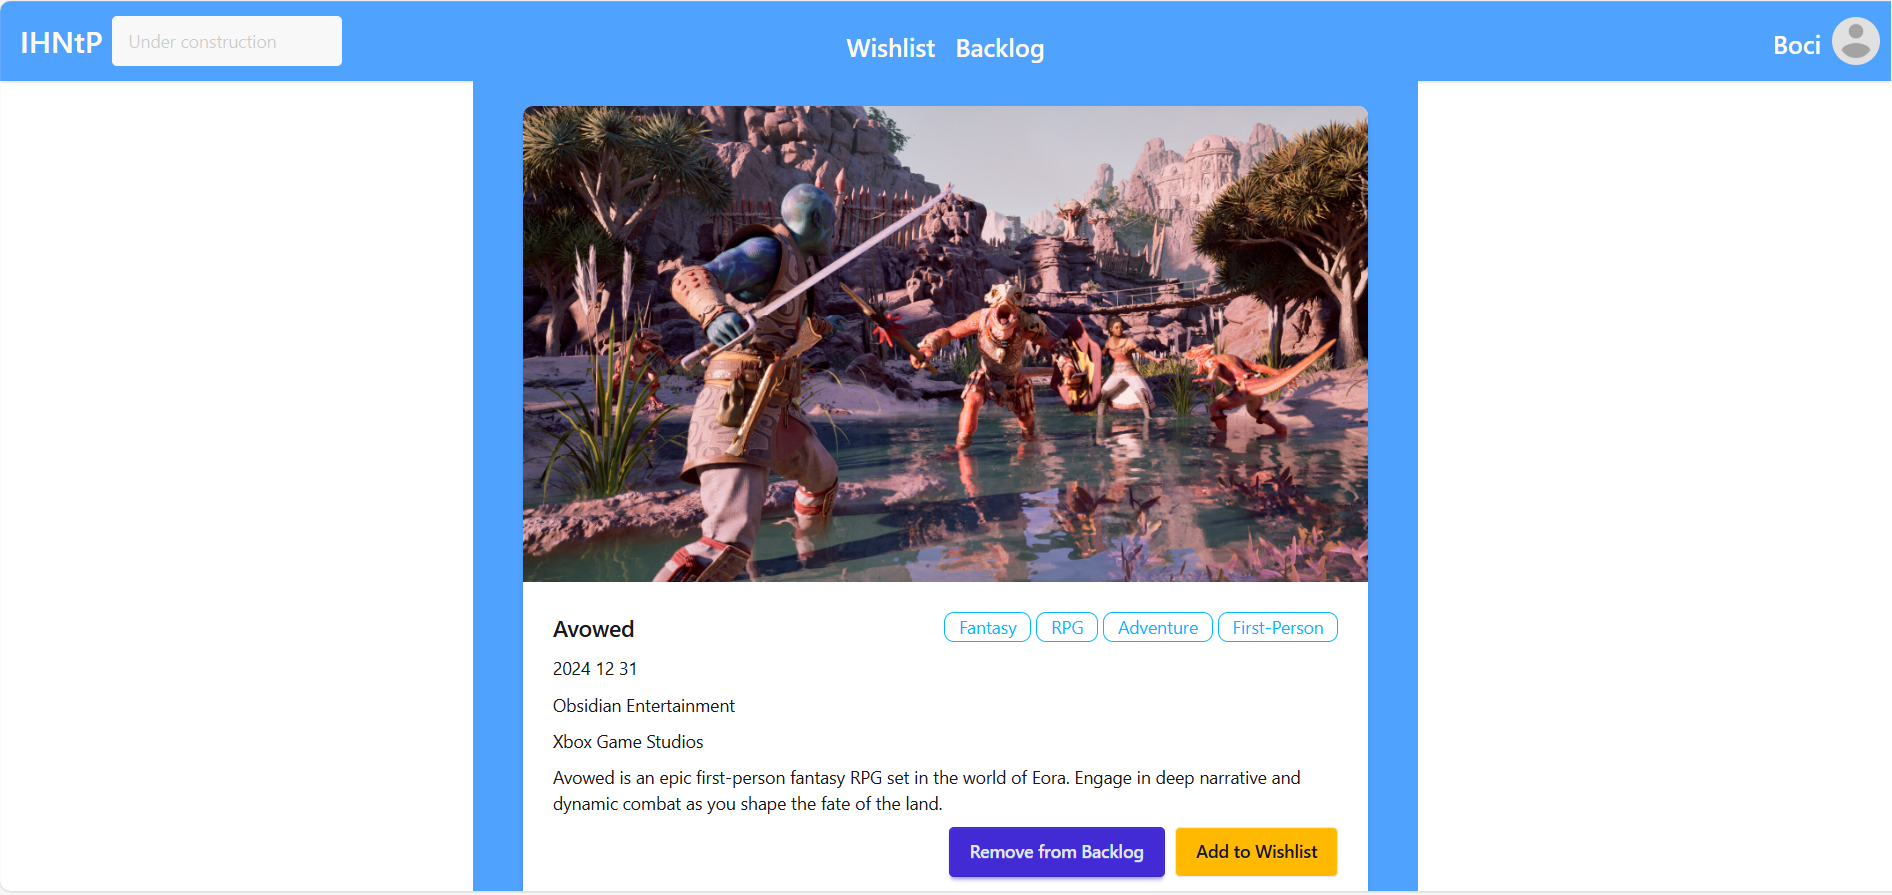 IHNtP
Under construction
Wishlist
Backlog
Boci
Avowed
Fantasy
RPG
Adventure
First-Person
2024 12 31
Obsidian Entertainment
Xbox Game Studios
Avowed is an epic first-person fantasy RPG set in the world of Eora. Engage in deep narrative and
dynamic combat as you shape the fate of the land.
Remove from Backlog
Add to Wishlist